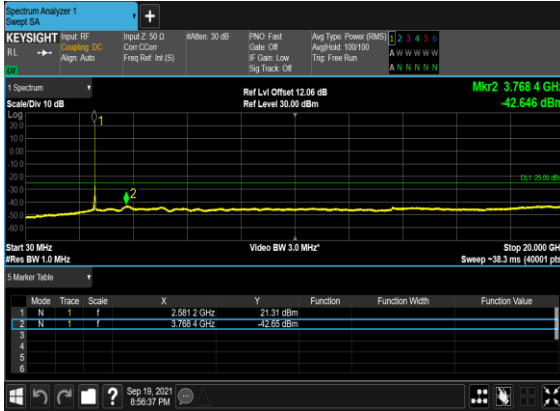 Spectrum Analyzer 1
Swept SA
+
KEYSIGHT Input: RF Input Z: 50 Ω #Atten: 30 dB PNO: Fast Avg Type: Power (RMS) 1 2 3 4 5 6
RL Coupling: DC Corr CCorr Gate: Off Avg|Hold: 100/100 A W W W W W
Align: Auto Freq Ref: Int (S) IF Gain: Low Trig: Free Run
Sig Track: Off A N N N N N
1 Spectrum Ref Lvl Offset 12.06 dB Mkr2 3.768 4 GHz
Scale/Div 10 dB Ref Level 30.00 dBm -42.646 dBm
Log
20.0
10.0
0.00
-10.0
-20.0
-30.0
-40.0
-50.0
-60.0
1
2
DL1 -25.00 dBm
Start 30 MHz Video BW 3.0 MHz* Stop 20.000 GHz
#Res BW 1.0 MHz Sweep ~38.3 ms (40001 pts)
5 Marker Table
Mode Trace Scale X Y Function Function Width Function Value
1 N 1 f 2.581 2 GHz 21.31 dBm
2 N 1 f 3.768 4 GHz -42.65 dBm
3
4
5
6
? Sep 19, 2021
8:56:37 PM